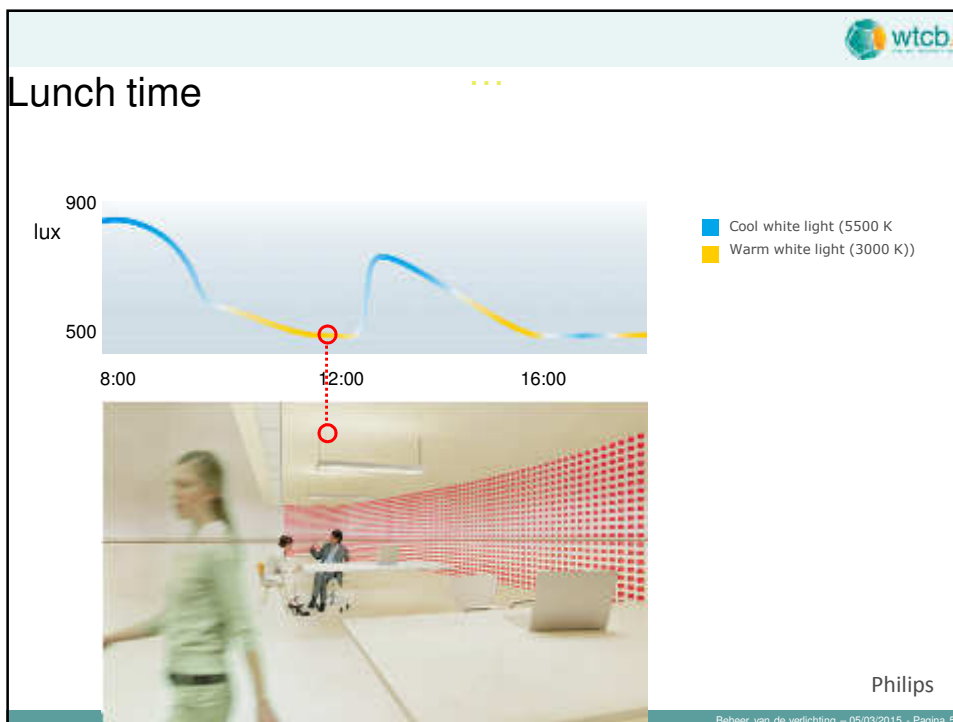 wtcb.
Lunch time
...
900
lux
500
8:00
12:00
16:00
Cool white light (5500 K
Warm white light (3000 K))
Philips
Beheer van de verlichting – 05/03/2015 - Pagina 5